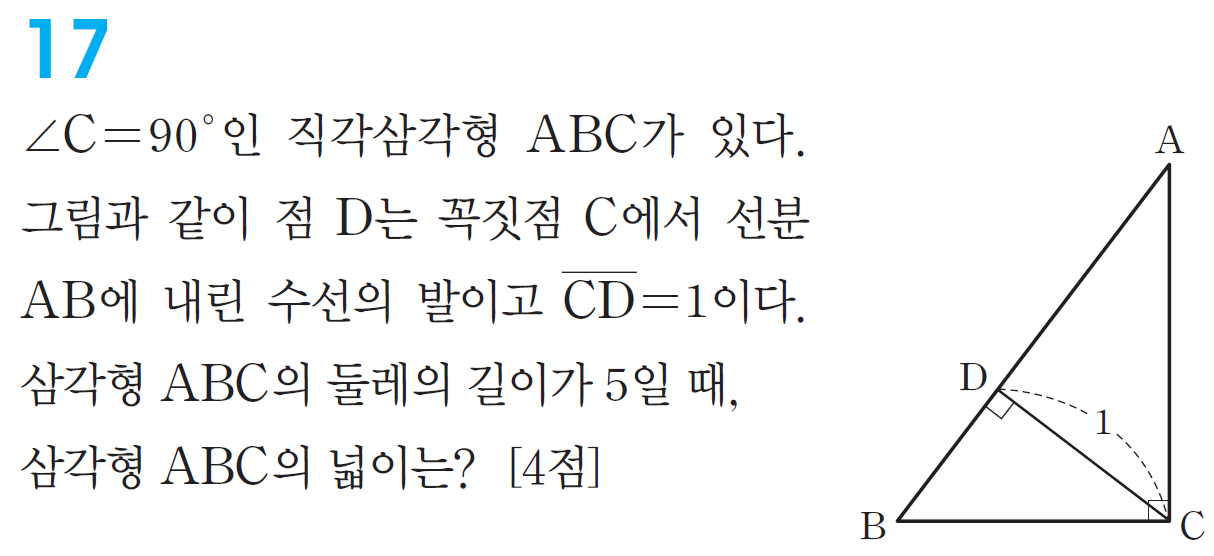 17
∠C=90°인 직각삼각형 ABC가 있다.
그림과 같이 점 D는 꼭짓점 C에서 선분
AB에 내린 수선의 발이고 \overline{CD}=1이다.
삼각형 ABC의 둘레의 길이가 5일 때,
삼각형 ABC의 넓이는? [4점]
A
D
1
B
C